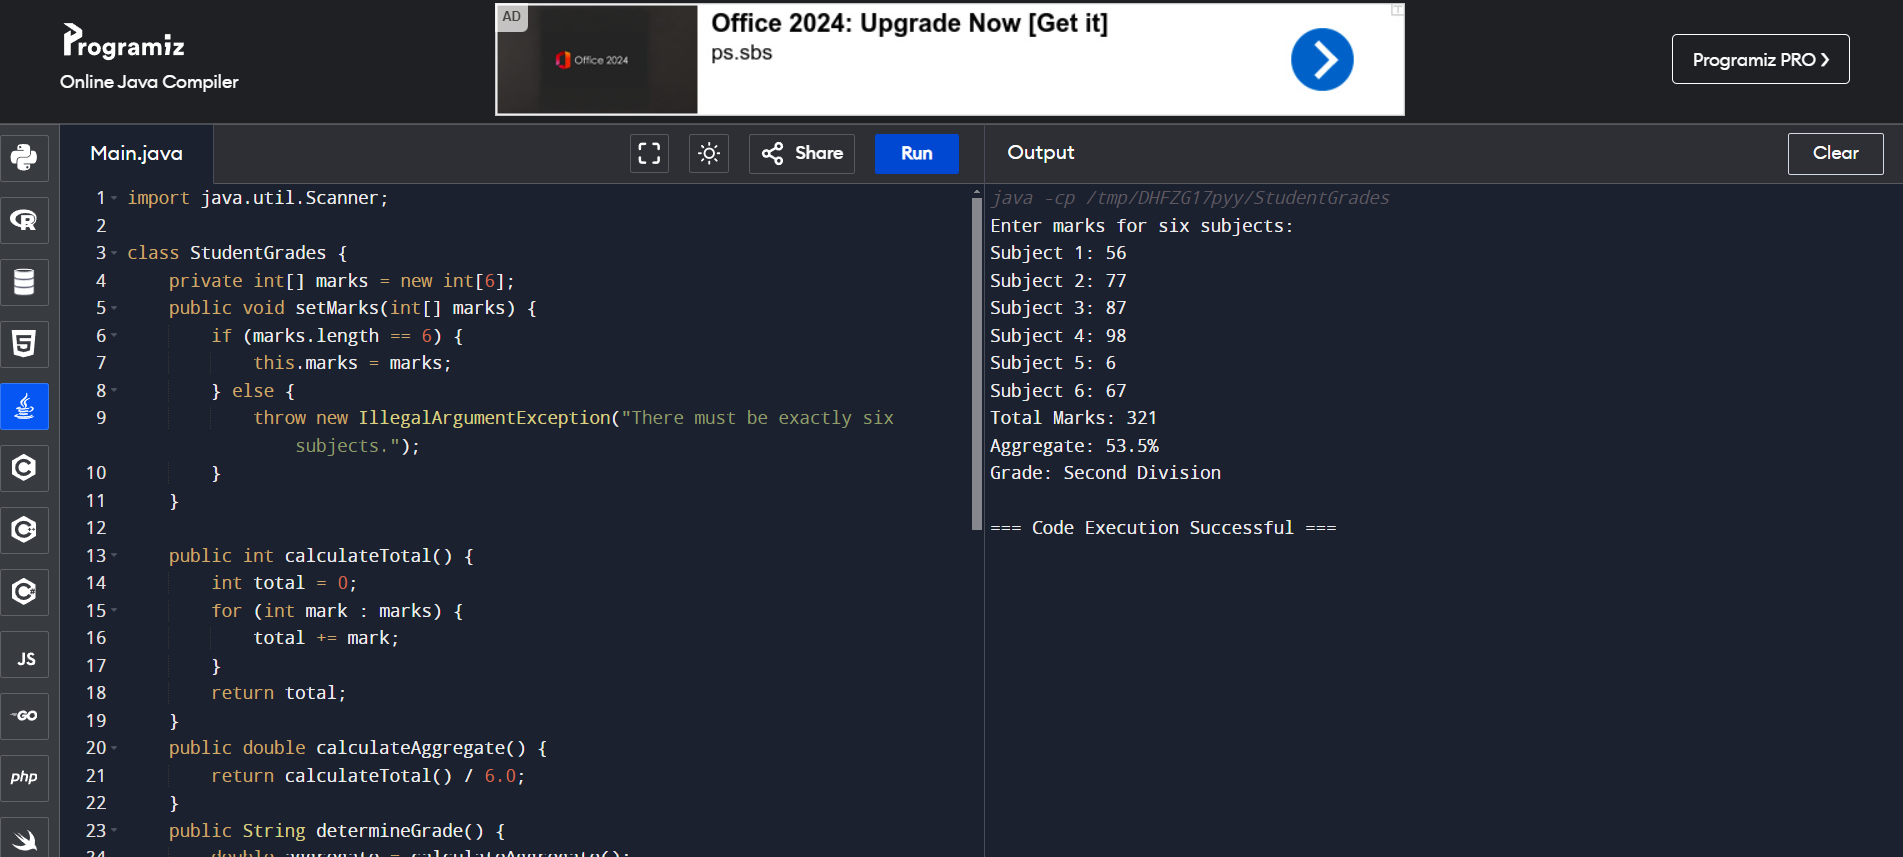 Programiz
Online Java Compiler
AD
Office 2024
Office 2024: Upgrade Now [Get it]
ps.sbs
Programiz PRO ❯
Main.java
Share
Run
Output
Clear
1 import java.util.Scanner;
2
3 class StudentGrades {
4     private int[] marks = new int[6];
5     public void setMarks(int[] marks) {
6         if (marks.length == 6) {
7             this.marks = marks;
8         } else {
9             throw new IllegalArgumentException("There must be exactly six
                subjects.");
10         }
11     }
12
13     public int calculateTotal() {
14         int total = 0;
15         for (int mark : marks) {
16             total += mark;
17         }
18         return total;
19     }
20     public double calculateAggregate() {
21         return calculateTotal() / 6.0;
22     }
23     public String determineGrade() {
24         double aggregate = calculateAggregate();
java -cp /tmp/DHFZG17pyy/StudentGrades
Enter marks for six subjects:
Subject 1: 56
Subject 2: 77
Subject 3: 87
Subject 4: 98
Subject 5: 6
Subject 6: 67
Total Marks: 321
Aggregate: 53.5%
Grade: Second Division
=== Code Execution Successful ===
R
5
C
C++
C#
JS
GO
php